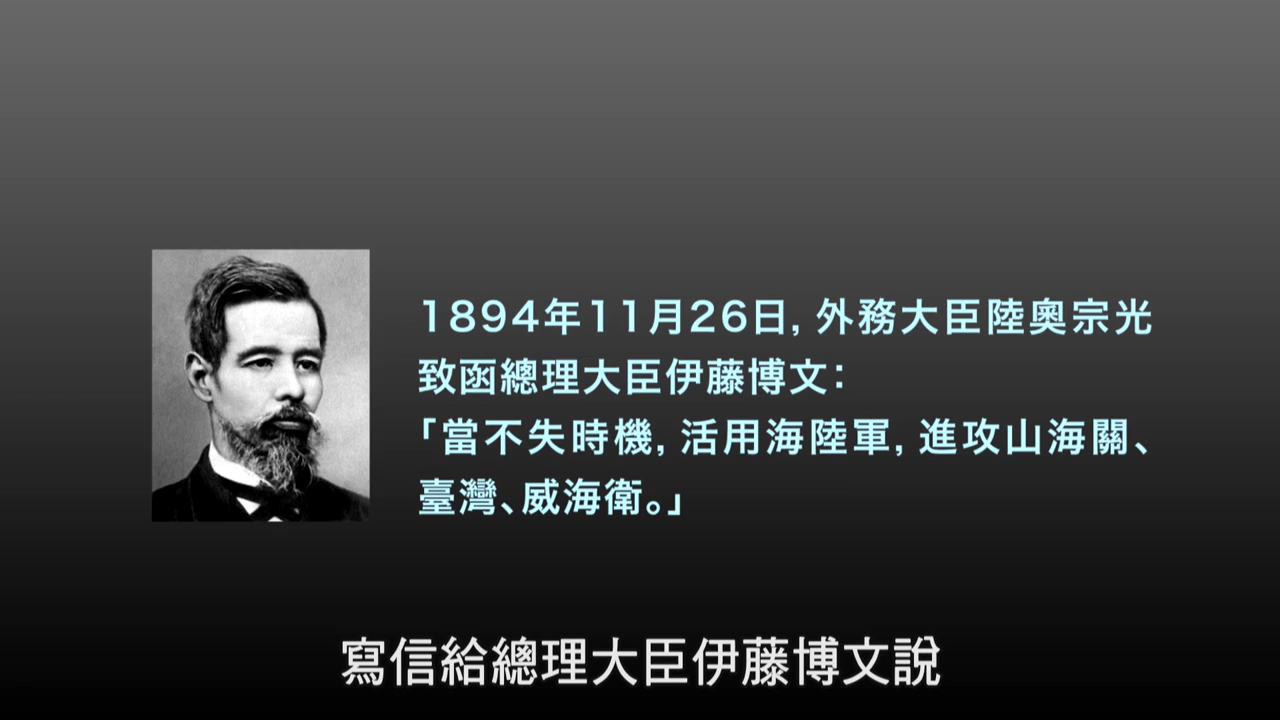 1894年11月26日, 外務大臣陸奧宗光
致函總理大臣伊藤博文:
「當不失時機, 活用海陸軍, 進攻山海關、
臺灣、威海衛。」
寫信給總理大臣伊藤博文說